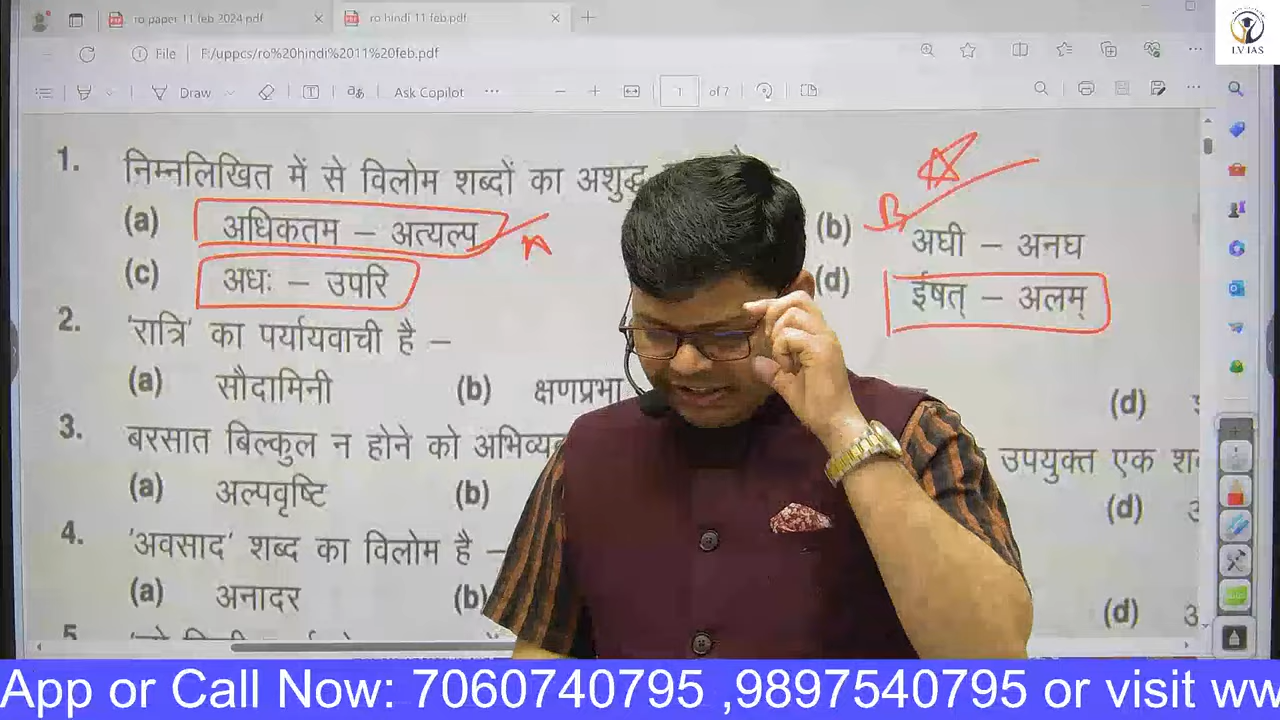 ro paper 11 feb 2024.pdf
ro hindi 11 feb.pdf
LV IAS
File F:/uppcs/ro%20hindi%2011%20feb.pdf
Draw Ask Copilot 1 of 7
1. निम्नलिखित में से विलोम शब्दों का अशुद्ध
(a) अधिकतम – अत्यल्प (b) अघी – अनघ
(c) अधः – उपरि (d) ईषत् – अलम्
2. 'रात्रि' का पर्यायवाची है –
(a) सौदामिनी (b) क्षणप्रभा (d)
3. बरसात बिल्कुल न होने को उपयुक्त एक
(a) अल्पवृष्टि (b) (d)
4. 'अवसाद' शब्द का विलोम है –
(a) अनादर (b) (d)
5
App or Call Now: 7060740795 ,9897540795 or visit ww